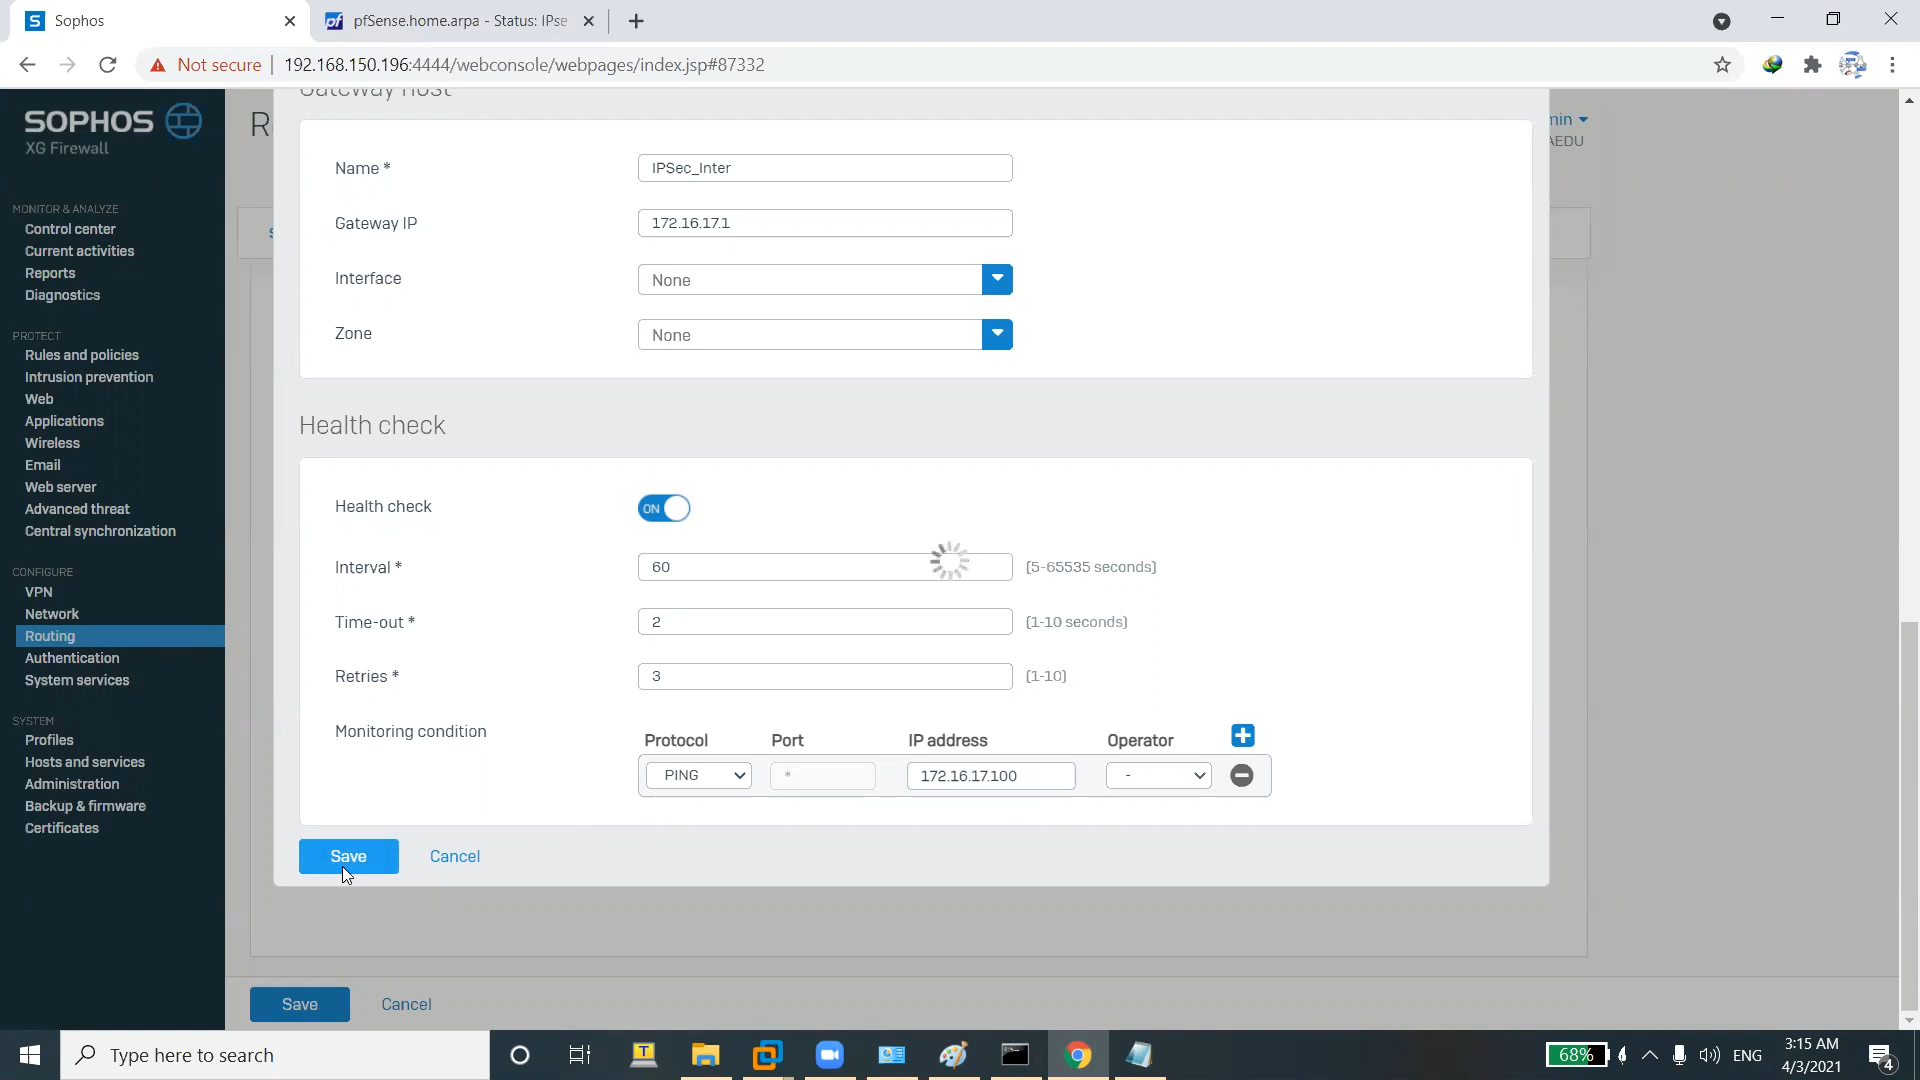 Sophos
pfSense.home.arpa - Status: IPse
Not secure
192.168.150.196:4444/webconsole/webpages/index.jsp#87332
SOPHOS
XG Firewall
MONITOR & ANALYZE
Control center
Current activities
Reports
Diagnostics
PROTECT
Rules and policies
Intrusion prevention
Web
Applications
Wireless
Email
Web server
Advanced threat
Central synchronization
CONFIGURE
VPN
Network
Routing
Authentication
System services
SYSTEM
Profiles
Hosts and services
Administration
Backup & firmware
Certificates
R
min
AEDU
Gateway host
Name *
IPSec_Inter
Gateway IP
172.16.17.1
Interface
None
Zone
None
Health check
Health check
ON
Interval *
60
(5-65535 seconds)
Time-out *
2
(1-10 seconds)
Retries *
3
(1-10)
Monitoring condition
Protocol Port IP address Operator
PING * 172.16.17.100 -
Save Cancel
Save Cancel
Type here to search
68%
ENG
3:15 AM
4/3/2021
4